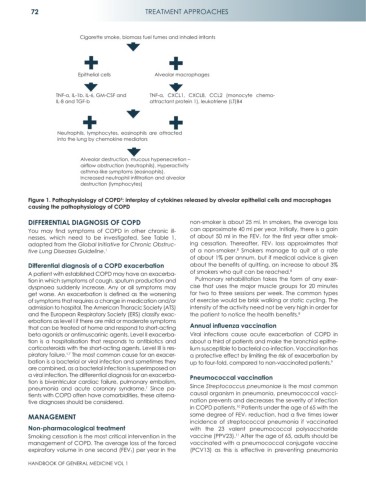 72
TREATMENT APPROACHES
Cigarette smoke, biomass fuel fumes and inhaled irritants
Epithelial cells
Alveolar macrophages
TNF-α, IL-1b, IL-6, GM-CSF and
IL-8 and TGF-b
TNF-α, CXCL1, CXCL8, CCL2 (monocyte chemo-
attractant protein 1), leukotriene (LT)B4
Neutrophils, lymphocytes, eosinophils are attracted
into the lung by chemokine mediators
Alveolar destruction, mucous hypersecretion –
airflow obstruction (neutrophils). Hyperactivity
asthma-like symptoms (eosinophils).
Increased neutrophil infiltration and alveolar
destruction (lymphocytes)
Figure 1. Pathophysiology of COPD: interplay of cytokines released by alveolar epithelial cells and macrophages
causing the pathophysiology of COPD
DIFFERENTIAL DIAGNOSIS OF COPD
You may find symptoms of COPD in other chronic ill-
nesses, which need to be investigated. See Table 1,
adapted from the Global Initiative for Chronic Obstruc-
tive Lung Diseases Guideline.
Differential diagnosis of a COPD exacerbation
A patient with established COPD may have an exacerba-
tion in which symptoms of cough, sputum production and
dyspnoea suddenly increase. Any or all symptoms may
get worse. An exacerbation is defined as the worsening
of symptoms that requires a change in medication and/or
admission to hospital. The American Thoracic Society (ATS)
and the European Respiratory Society (ERS) classify exac-
erbations as level I if there are mild or moderate symptoms
that can be treated at home and respond to short-acting
beta agonists or antimuscarinic agents. Level II exacerba-
tion is a hospitalisation that responds to antibiotics and
corticosteroids with the short-acting agents. Level III is res-
piratory failure. The most common cause for an exacer-
bation is a bacterial or viral infection and sometimes they
are combined, as a bacterial infection is superimposed on
a viral infection. The differential diagnosis for an exacerba-
tion is biventricular cardiac failure, pulmonary embolism,
pneumonia and acute coronary syndrome. Since pa-
tients with COPD often have comorbidities, these alterna-
tive diagnoses should be considered.
MANAGEMENT
Non-pharmacological treatment
Smoking cessation is the most critical intervention in the
management of COPD. The average loss of the forced
expiratory volume in one second (FEV₁) per year in the
non-smoker is about 25 ml. In smokers, the average loss
can approximate 40 ml per year. Initially, there is a gain
of about 50 ml in the FEV₁ for the first year after smok-
ing cessation. Thereafter, FEV₁ loss approximates that
of a non-smoker. Smokers manage to quit at a rate
of about 1% per annum, but if medical advice is given
about the benefits of quitting, an increase to about 3%
of smokers who quit can be reached.
Pulmonary rehabilitation takes the form of any exer-
cise that uses the major muscle groups for 20 minutes
for two to three sessions per week. The common types
of exercise would be brisk walking or static cycling. The
intensity of the activity need not be very high in order for
the patient to notice the health benefits.
Annual influenza vaccination
Viral infections cause acute exacerbation of COPD in
about a third of patients and make the bronchial epithe-
lium susceptible to bacterial co infection. Vaccination has
a protective effect by limiting the risk of exacerbation by
up to four-fold, compared to non-vaccinated patients.
Pneumococcal vaccination
Since Streptococcus pneumoniae is the most common
causal organism in pneumonia, pneumococcal vacci-
nation prevents and decreases the severity of infection
in COPD patients. Patients under the age of 65 with the
same degree of FEV₁ reduction, had a five times lower
incidence of streptococcal pneumonia if vaccinated
with the 23 valent pneumococcal polysaccharide
vaccine (PPV23). After the age of 65, adults should be
vaccinated with a pneumococcal conjugate vaccine
(PCV13) as this is effective in preventing pneumonia
HANDBOOK OF GENERAL MEDICINE VOL 1